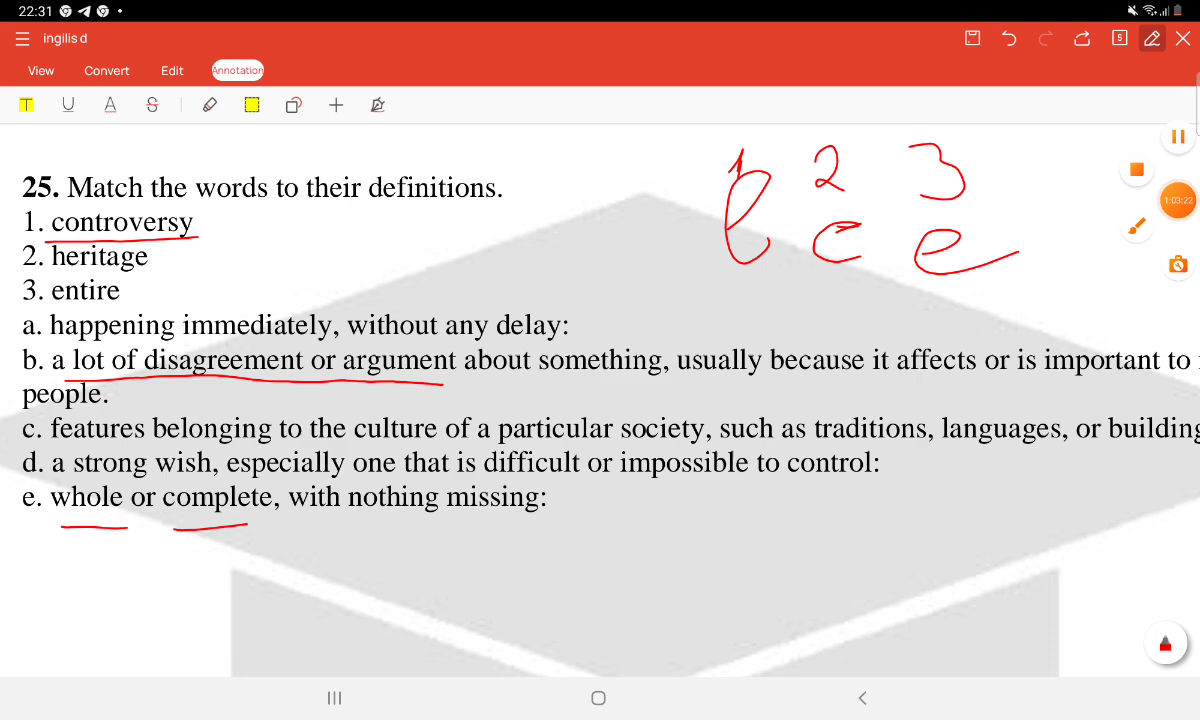 22:31
ingilis d
View Convert Edit Annotation
T U A S
1 2 3
b c e
1:03:22
25. Match the words to their definitions.
1. controversy
2. heritage
3. entire
a. happening immediately, without any delay:
b. a lot of disagreement or argument about something, usually because it affects or is important to
people.
c. features belonging to the culture of a particular society, such as traditions, languages, or building
d. a strong wish, especially one that is difficult or impossible to control:
e. whole or complete, with nothing missing: